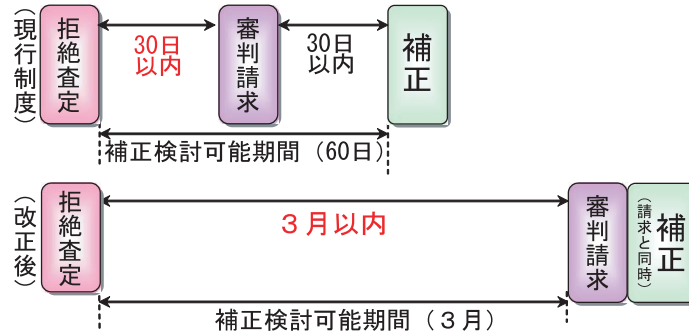 （現行制度）
拒絶査定
30日
以内
審判請求
30日
以内
補正
補正検討可能期間（60日）
（改正後）
拒絶査定
３月以内
審判請求
補正
（請求と同時）
補正検討可能期間（３月）